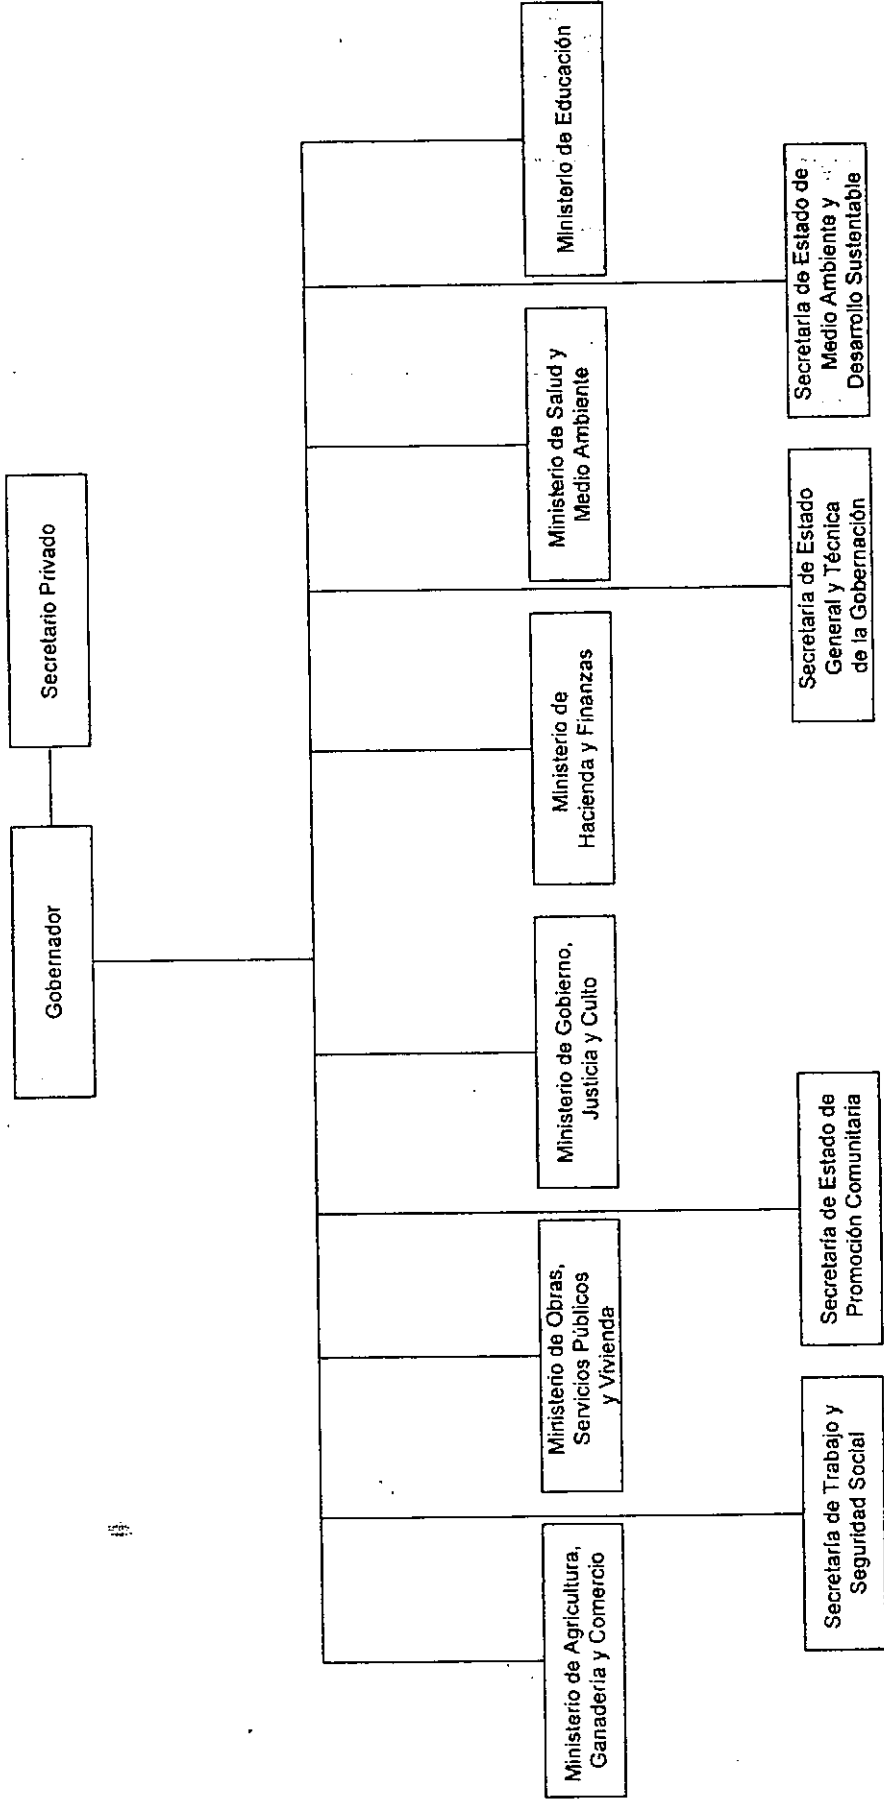 Gobernador
Secretario Privado
Ministerio de Agricultura,
Ganadería y Comercio
Ministerio de Obras,
Servicios Públicos
y Vivienda
Ministerio de Gobierno,
Justicia y Culto
Ministerio de
Hacienda y Finanzas
Ministerio de Salud y
Medio Ambiente
Ministerio de Educación
Secretaría de Trabajo y
Seguridad Social
Secretaría de Estado de
Promoción Comunitaria
Secretaria de Estado
General y Técnica
de la Gobernación
Secretaría de Estado de
Medio Ambiente y
Desarrollo Sustentable